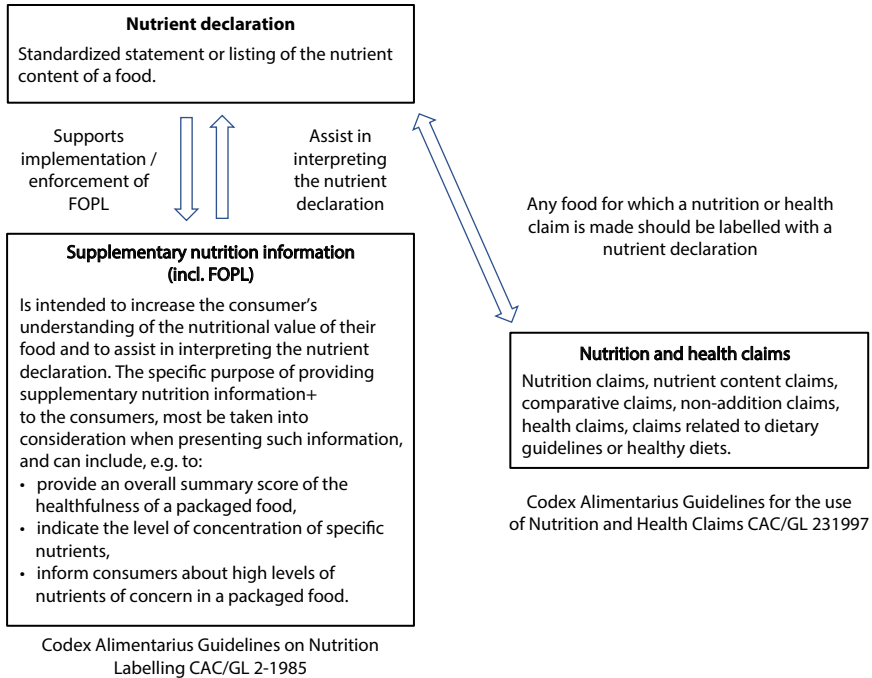 Nutrient declaration
Standardized statement or listing of the nutrient
content of a food.
Supports
implementation /
enforcement of
FOPL
Assist in
interpreting
the nutrient
declaration
Any food for which a nutrition or health
claim is made should be labelled with a
nutrient declaration
Supplementary nutrition information
(incl. FOPL)
Is intended to increase the consumer's
understanding of the nutritional value of their
food and to assist in interpreting the nutrient
declaration. The specific purpose of providing
supplementary nutrition information+
to the consumers, most be taken into
consideration when presenting such information,
and can include, e.g. to:
• provide an overall summary score of the
healthfulness of a packaged food,
• indicate the level of concentration of specific
nutrients,
• inform consumers about high levels of
nutrients of concern in a packaged food.
Codex Alimentarius Guidelines on Nutrition
Labelling CAC/GL 2-1985
Nutrition and health claims
Nutrition claims, nutrient content claims,
comparative claims, non-addition claims,
health claims, claims related to dietary
guidelines or healthy diets.
Codex Alimentarius Guidelines for the use
of Nutrition and Health Claims CAC/GL 231997